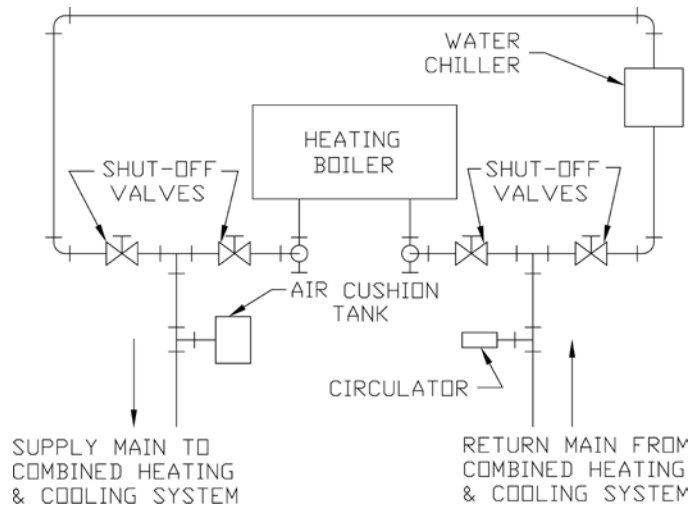 WATER
CHILLER
HEATING
BOILER
SHUT-OFF
VALVES
SHUT-OFF
VALVES
AIR CUSHION
TANK
CIRCULATOR
SUPPLY MAIN TO
COMBINED HEATING
& COOLING SYSTEM
RETURN MAIN FROM
COMBINED HEATING
& COOLING SYSTEM